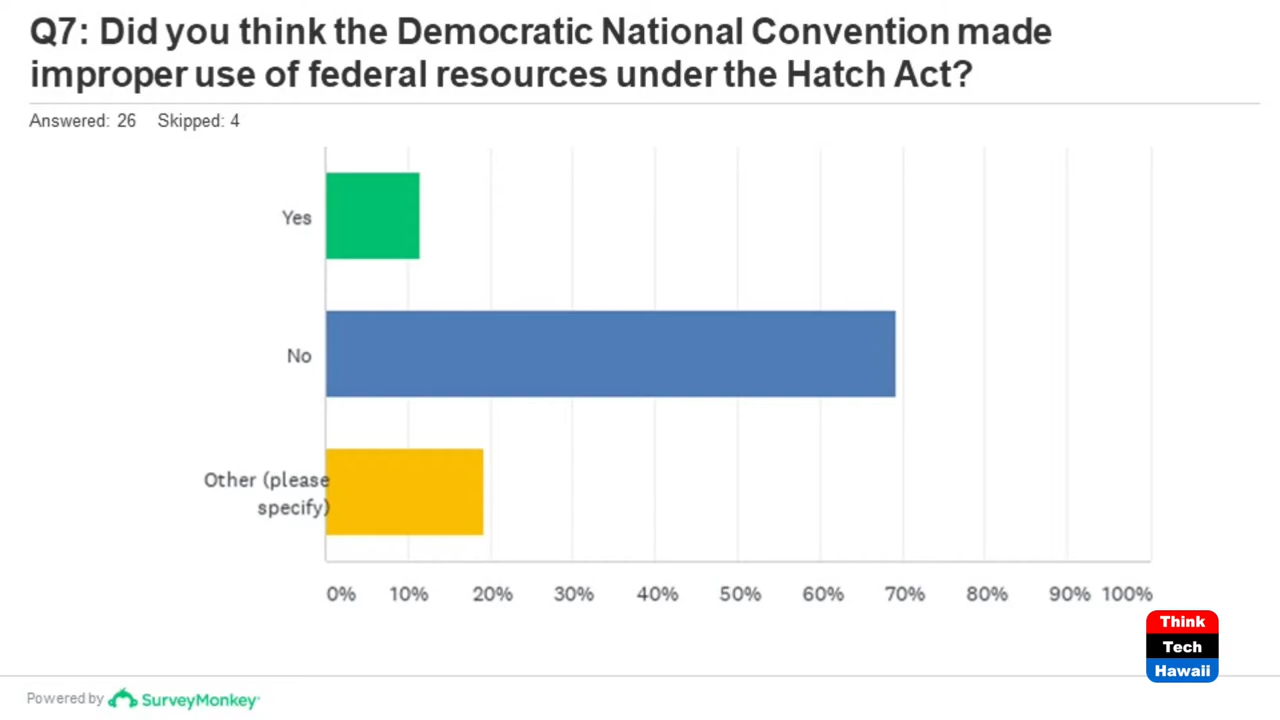 Q7: Did you think the Democratic National Convention made
improper use of federal resources under the Hatch Act?
Answered: 26 Skipped: 4
Yes
No
Other (please
specify)
0% 10% 20% 30% 40% 50% 60% 70% 80% 90% 100%
Think
Tech
Hawaii
Powered by SurveyMonkey